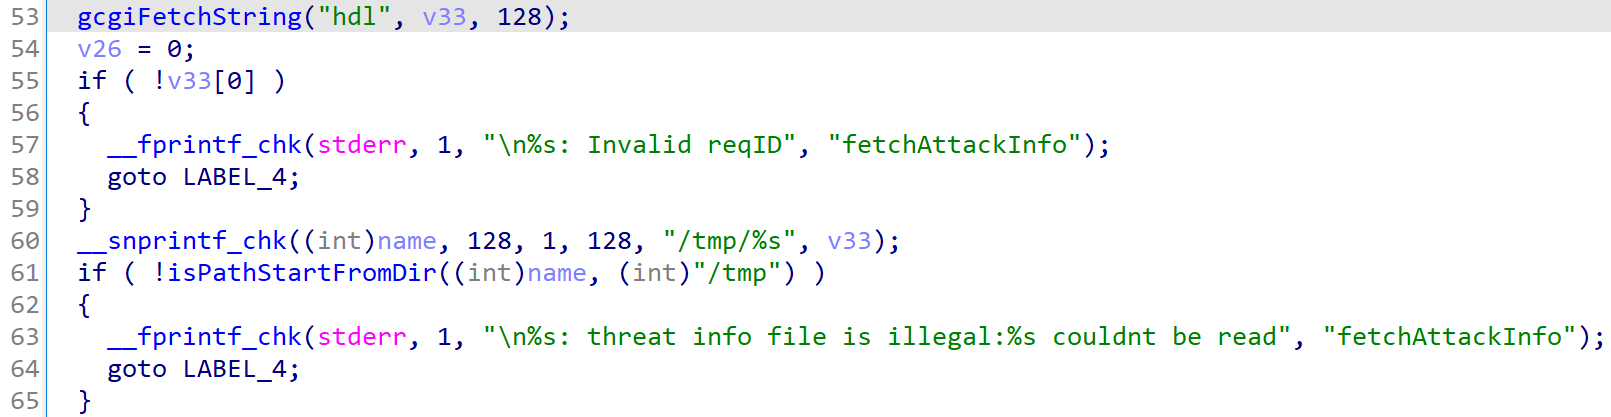 53 gcgiFetchString("hdl", v33, 128);
54 v26 = 0;
55 if ( !v33[0] )
56 {
57 __fprintf_chk(stderr, 1, "\n%s: Invalid reqID", "fetchAttackInfo");
58 goto LABEL_4;
59 }
60 __snprintf_chk((int)name, 128, 1, 128, "/tmp/%s", v33);
61 if ( !isPathStartFromDir((int)name, (int)"/tmp") )
62 {
63 __fprintf_chk(stderr, 1, "\n%s: threat info file is illegal:%s couldnt be read", "fetchAttackInfo");
64 goto LABEL_4;
65 }